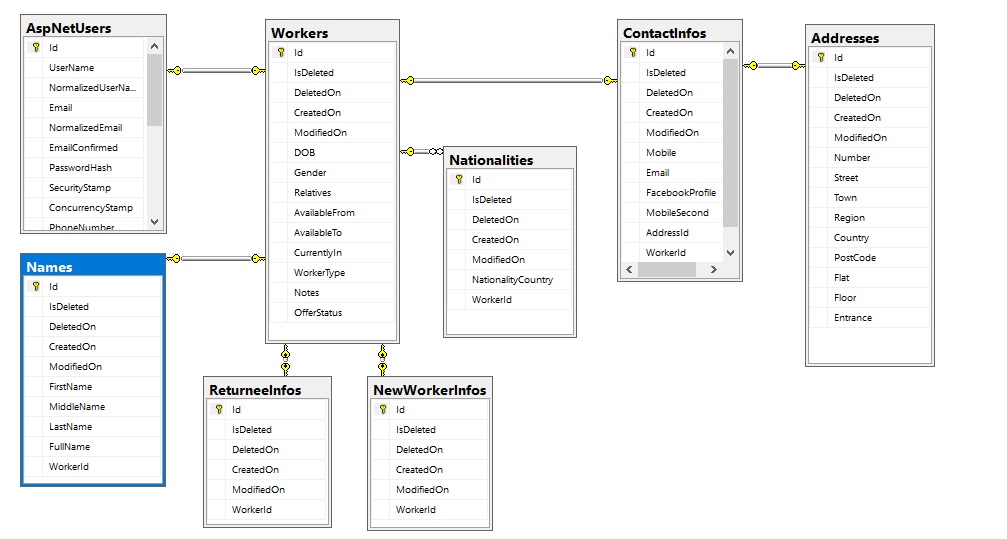 AspNetUsers
Id
UserName
NormalizedUserNa...
Email
NormalizedEmail
EmailConfirmed
PasswordHash
SecurityStamp
ConcurrencyStamp
PhoneNumber
Names
Id
IsDeleted
DeletedOn
CreatedOn
ModifiedOn
FirstName
MiddleName
LastName
FullName
WorkerId
Workers
Id
IsDeleted
DeletedOn
CreatedOn
ModifiedOn
DOB
Gender
Relatives
AvailableFrom
AvailableTo
CurrentlyIn
WorkerType
Notes
OfferStatus
ReturneeInfos
Id
IsDeleted
DeletedOn
CreatedOn
ModifiedOn
WorkerId
NewWorkerInfos
Id
IsDeleted
DeletedOn
CreatedOn
ModifiedOn
WorkerId
Nationalities
Id
IsDeleted
DeletedOn
CreatedOn
ModifiedOn
NationalityCountry
WorkerId
ContactInfos
Id
IsDeleted
DeletedOn
CreatedOn
ModifiedOn
Mobile
Email
FacebookProfile
MobileSecond
AddressId
WorkerId
Addresses
Id
IsDeleted
DeletedOn
CreatedOn
ModifiedOn
Number
Street
Town
Region
Country
PostCode
Flat
Floor
Entrance